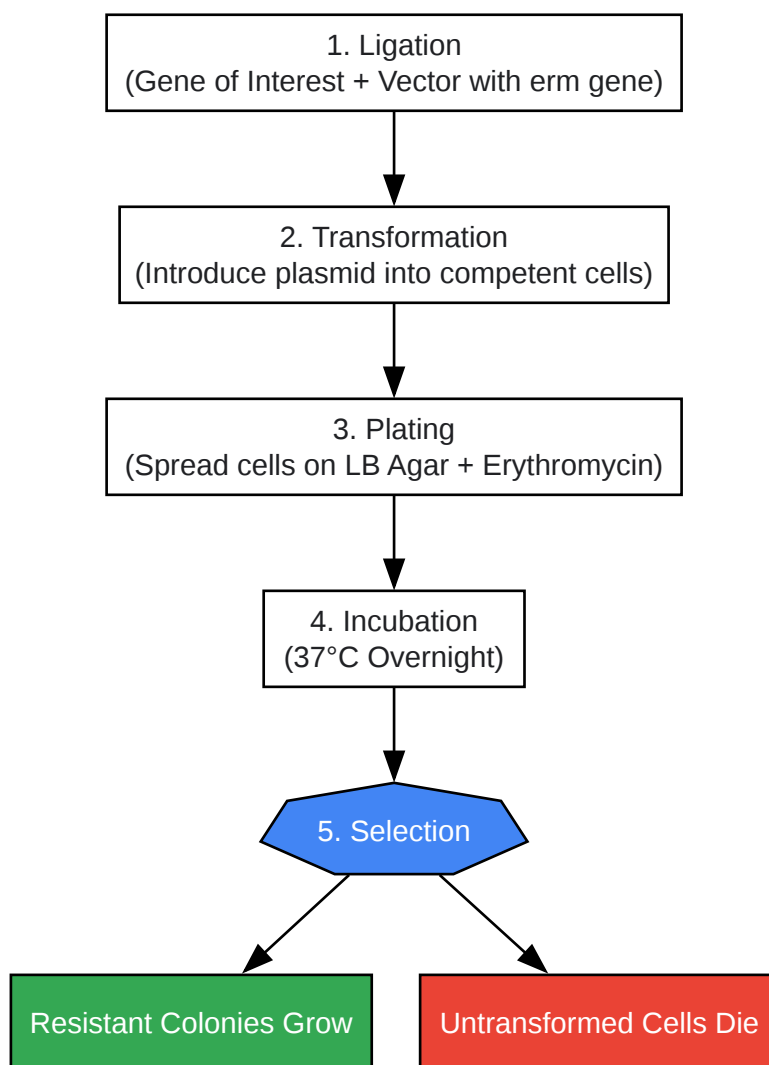 1. Ligation
(Gene of Interest + Vector with erm gene)
2. Transformation
(Introduce plasmid into competent cells)
3. Plating
(Spread cells on LB Agar + Erythromycin)
4. Incubation
(37°C Overnight)
5. Selection
Resistant Colonies Grow
Untransformed Cells Die